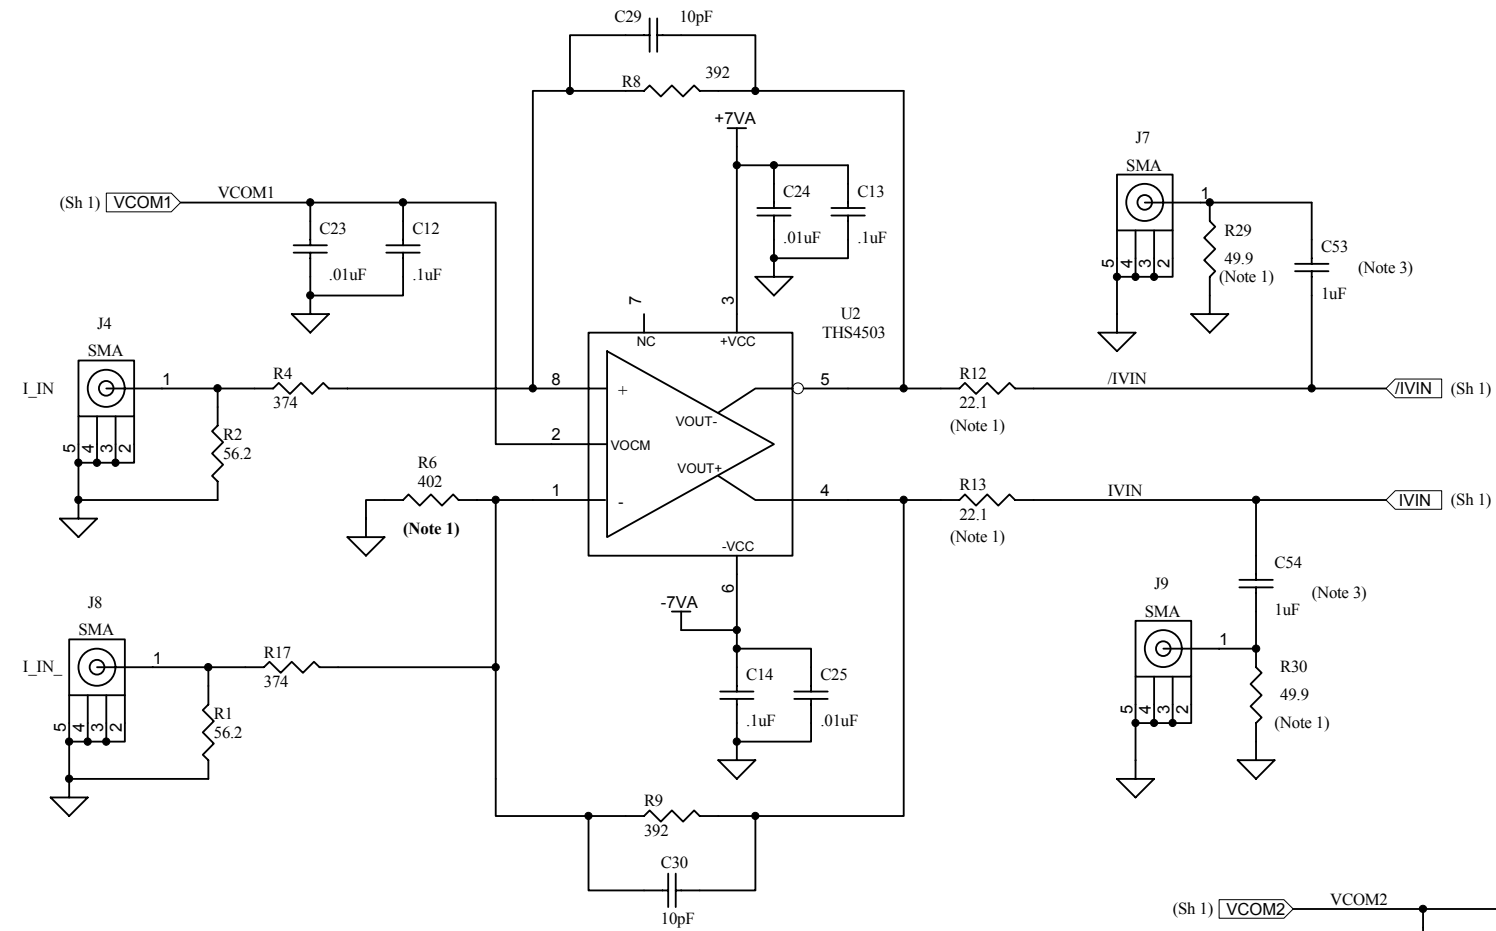 C29 10pF
R8 392
+7VA
J7
SMA
(Sh 1) VCOM1 VCOM1
C24 C13
.01uF .1uF
1
C23 C12
.01uF .1uF
R29
49.9
(Note 1)
C53 (Note 3)
1uF
5 4 3 2
7
3
U2
THS4503
NC +VCC
J4
SMA
I_IN 1 R4
374
8 + 5
R12 /IVIN /IVIN (Sh 1)
22.1
(Note 1)
VOUT-
R2
56.2
5 4 3 2
2 VOCM
R6
402
(Note 1)
VOUT+
1 - 4
R13 IVIN IVIN (Sh 1)
22.1
(Note 1)
-VCC
6
-7VA
C54 (Note 3)
1uF
J9
SMA
1
J8
SMA
I_IN_ 1 R17
374
C14 C25
.1uF .01uF
R30
49.9
(Note 1)
R1
56.2
5 4 3 2
5 4 3 2
R9
392
C30
10pF
(Sh 1) VCOM2 VCOM2